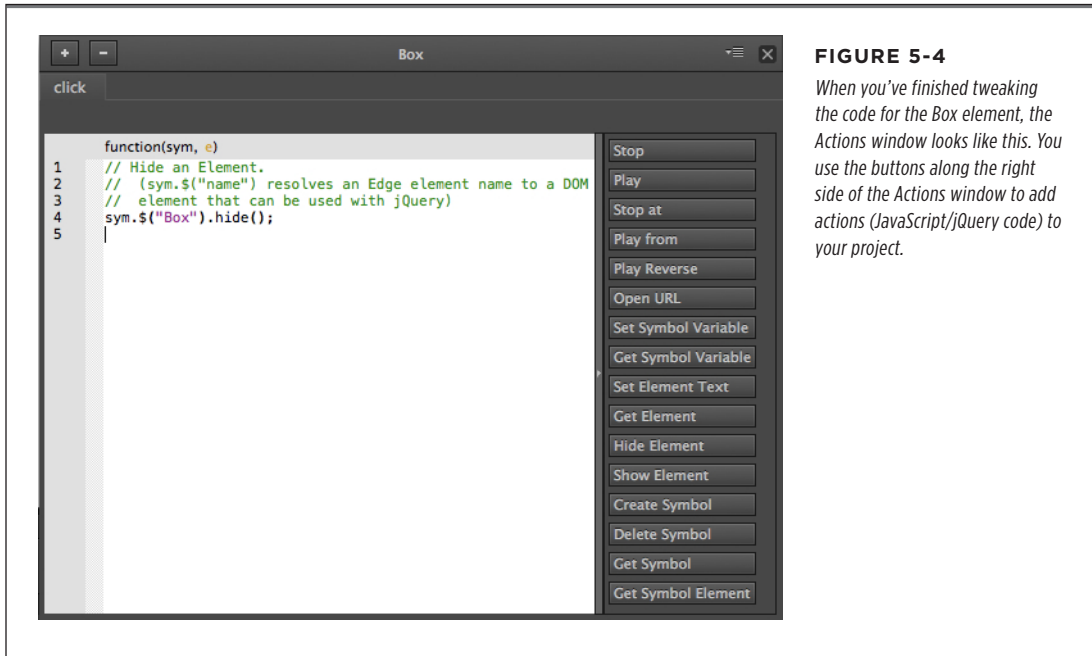 + - Box
click
function(sym, e)
1 // Hide an Element.
2 // (sym.$("name") resolves an Edge element name to a DOM
3 // element that can be used with jQuery)
4 sym.$("Box").hide();
5
Stop
Play
Stop at
Play from
Play Reverse
Open URL
Set Symbol Variable
Get Symbol Variable
Set Element Text
Get Element
Hide Element
Show Element
Create Symbol
Delete Symbol
Get Symbol
Get Symbol Element
FIGURE 5-4
When you've finished tweaking
the code for the Box element, the
Actions window looks like this. You
use the buttons along the right
side of the Actions window to add
actions (JavaScript/jQuery code) to
your project.